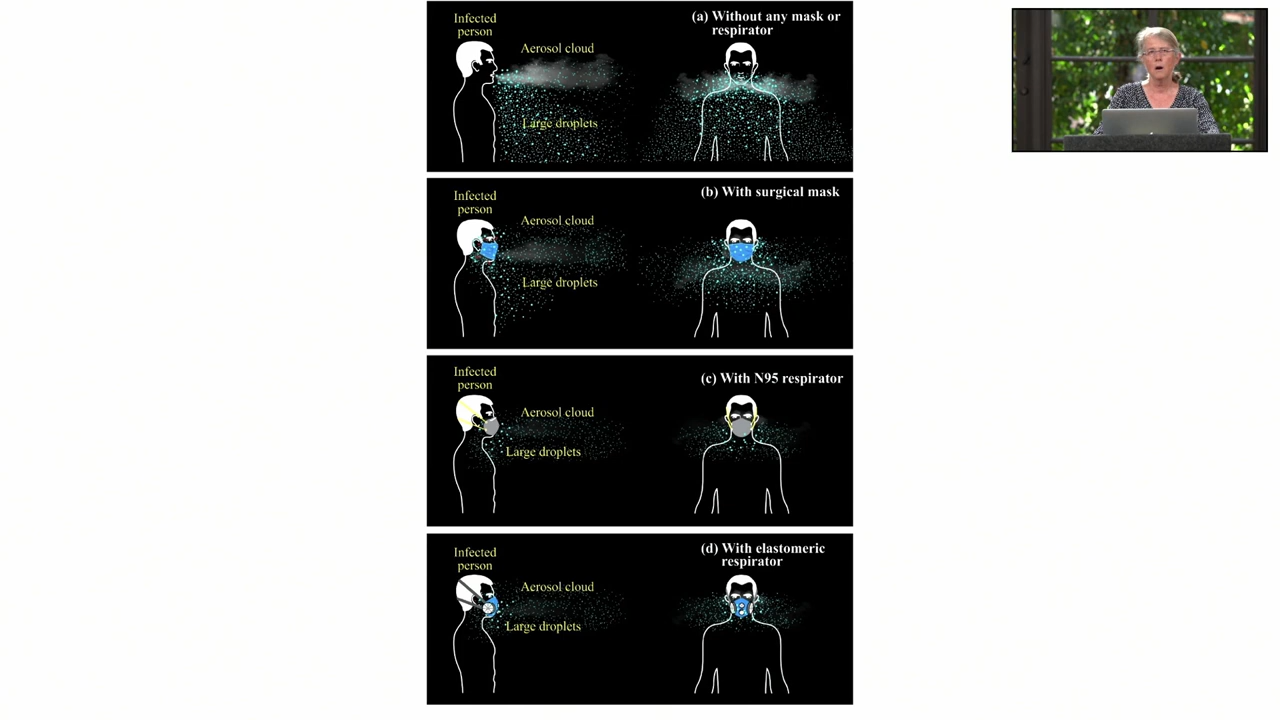 Infected
person
Aerosol cloud
Large droplets
(a) Without any mask or
respirator
Infected
person
Aerosol cloud
Large droplets
(b) With surgical mask
Infected
person
Aerosol cloud
Large droplets
(c) With N95 respirator
Infected
person
Aerosol cloud
Large droplets
(d) With elastomeric
respirator